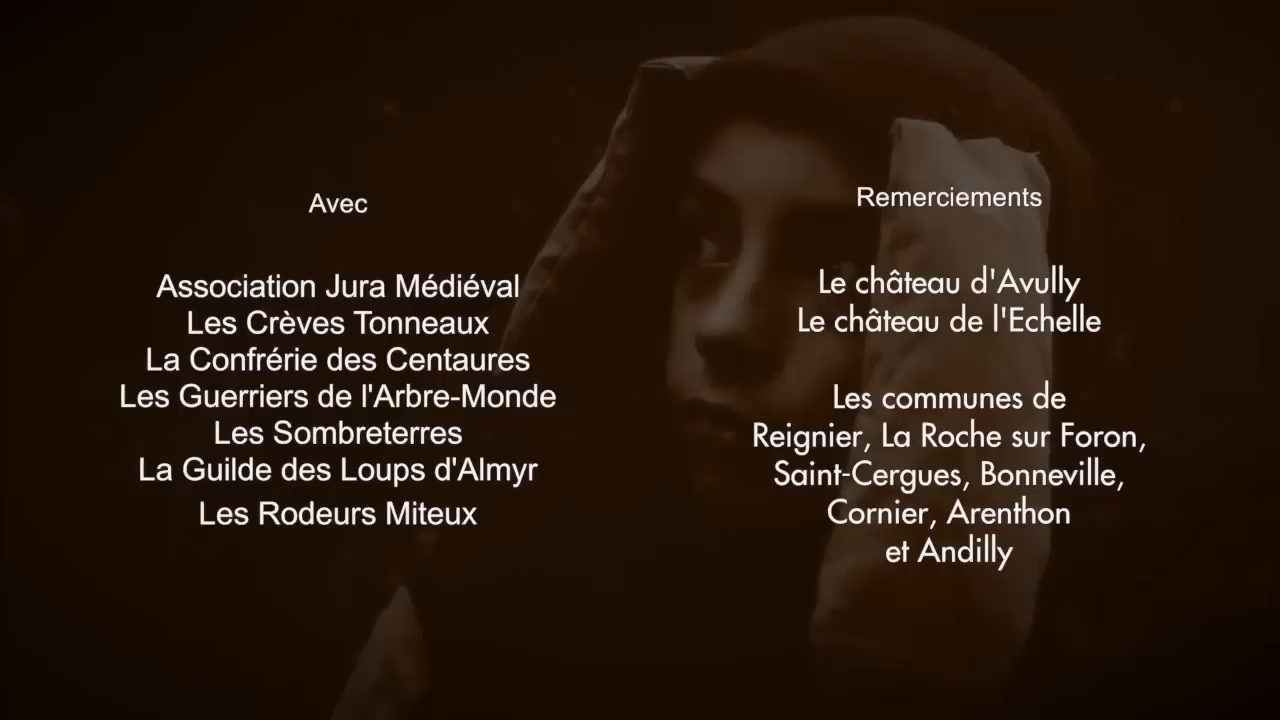 Avec
Association Jura Médiéval
Les Crèves Tonneaux
La Confrérie des Centaures
Les Guerriers de l'Arbre-Monde
Les Sombreterres
La Guilde des Loups d'Almyr
Les Rodeurs Miteux
Remerciements
Le château d'Avully
Le château de l'Echelle
Les communes de
Reignier, La Roche sur Foron,
Saint-Cergues, Bonneville,
Cornier, Arenthon
et Andilly